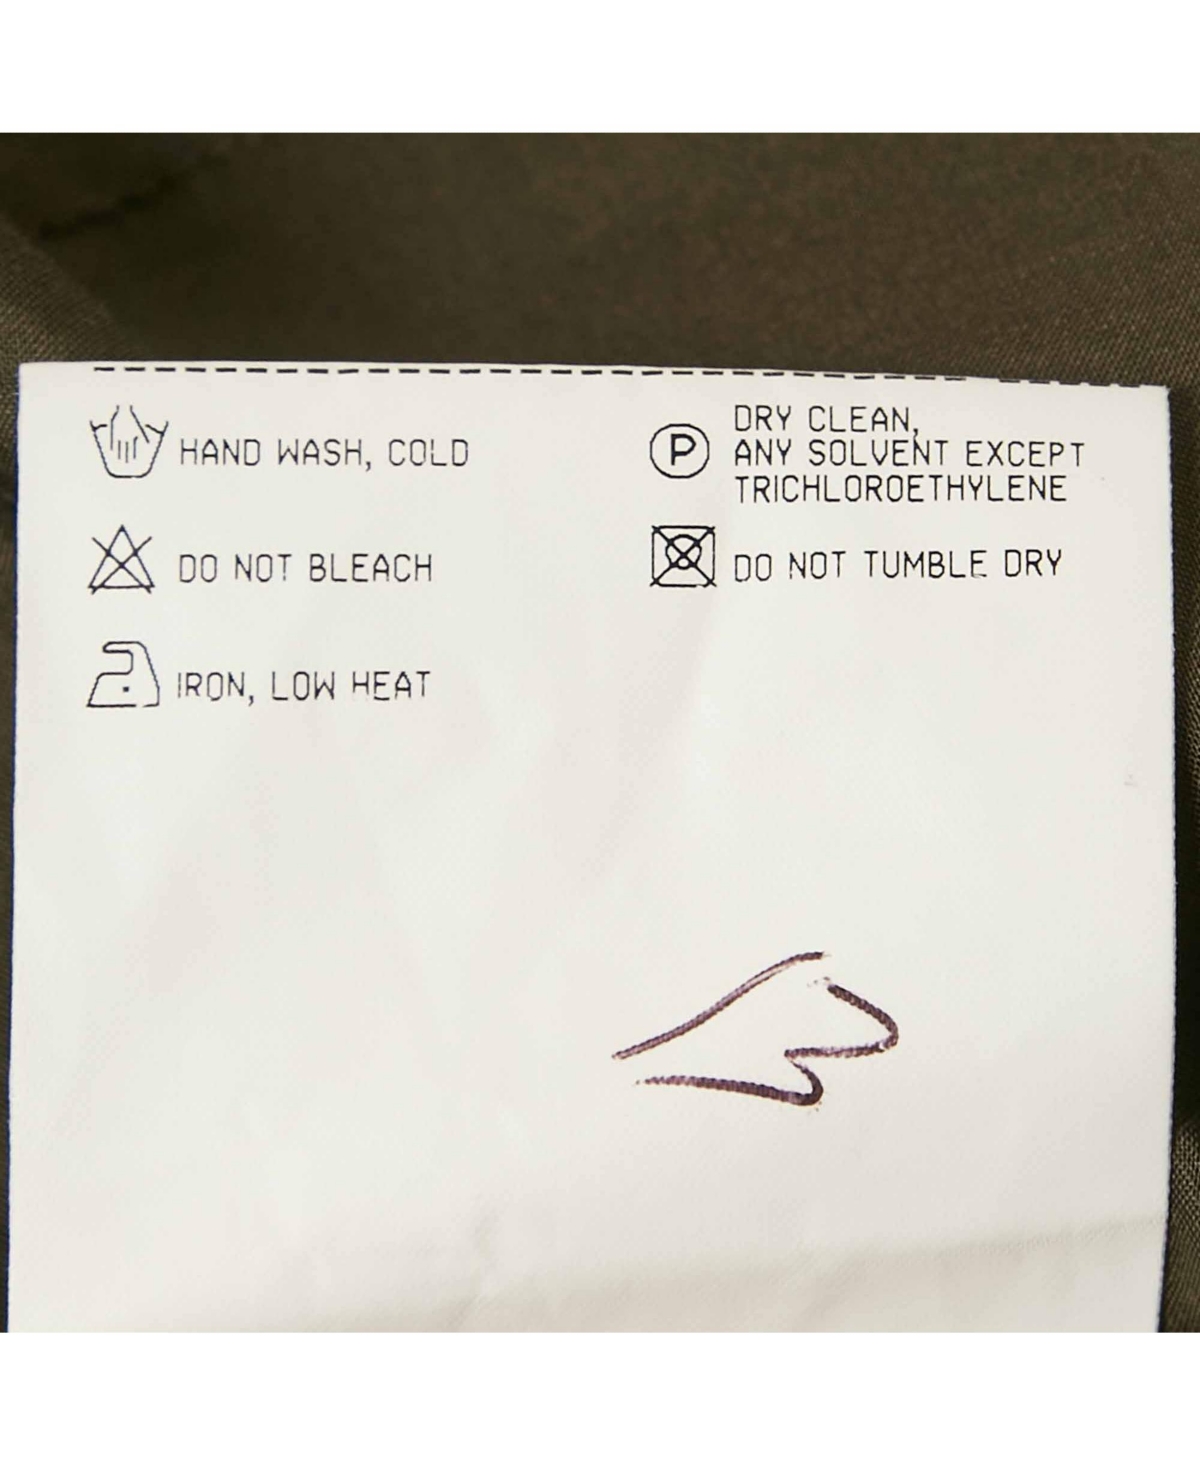 HAND WASH, COLD
DO NOT BLEACH
IRON, LOW HEAT
P
DRY CLEAN,
ANY SOLVENT EXCEPT
TRICHLOROETHYLENE
DO NOT TUMBLE DRY